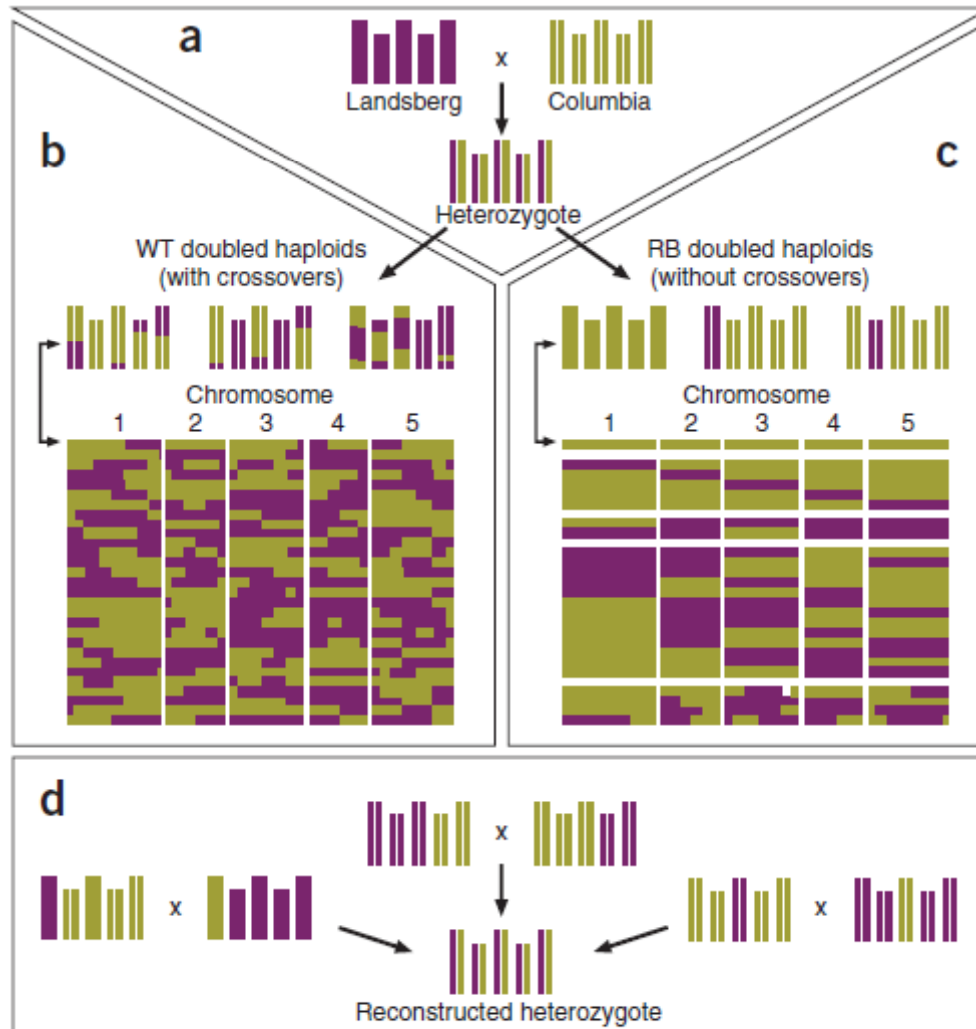 a
x
Landsberg Columbia
b
c
Heterozygote
WT doubled haploids
(with crossovers)
RB doubled haploids
(without crossovers)
Chromosome
1 2 3 4 5
Chromosome
1 2 3 4 5
d
x
x
x
Reconstructed heterozygote